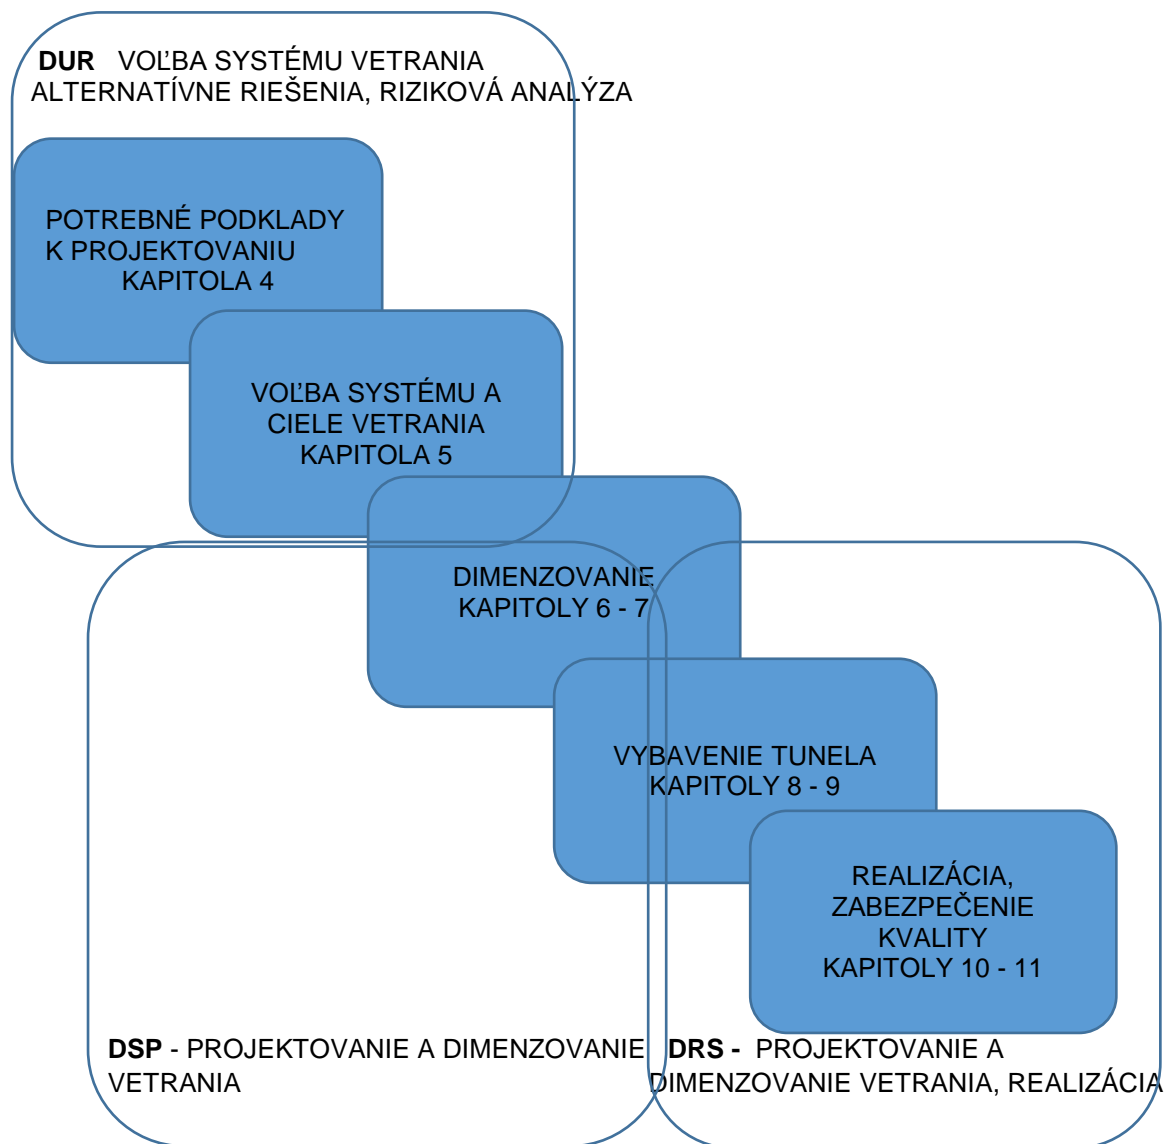 DUR VOĽBA SYSTÉMU VETRANIA
ALTERNATÍVNE RIEŠENIA, RIZIKOVÁ ANALÝZA
POTREBNÉ PODKLADY
K PROJEKTOVANIU
KAPITOLA 4
VOĽBA SYSTÉMU A
CIELE VETRANIA
KAPITOLA 5
DIMENZOVANIE
KAPITOLY 6 - 7
VYBAVENIE TUNELA
KAPITOLY 8 - 9
REALIZÁCIA,
ZABEZPEČENIE
KVALITY
KAPITOLY 10 - 11
DSP - PROJEKTOVANIE A DIMENZOVANIE
VETRANIA
DRS - PROJEKTOVANIE A
DIMENZOVANIE VETRANIA, REALIZÁCIA